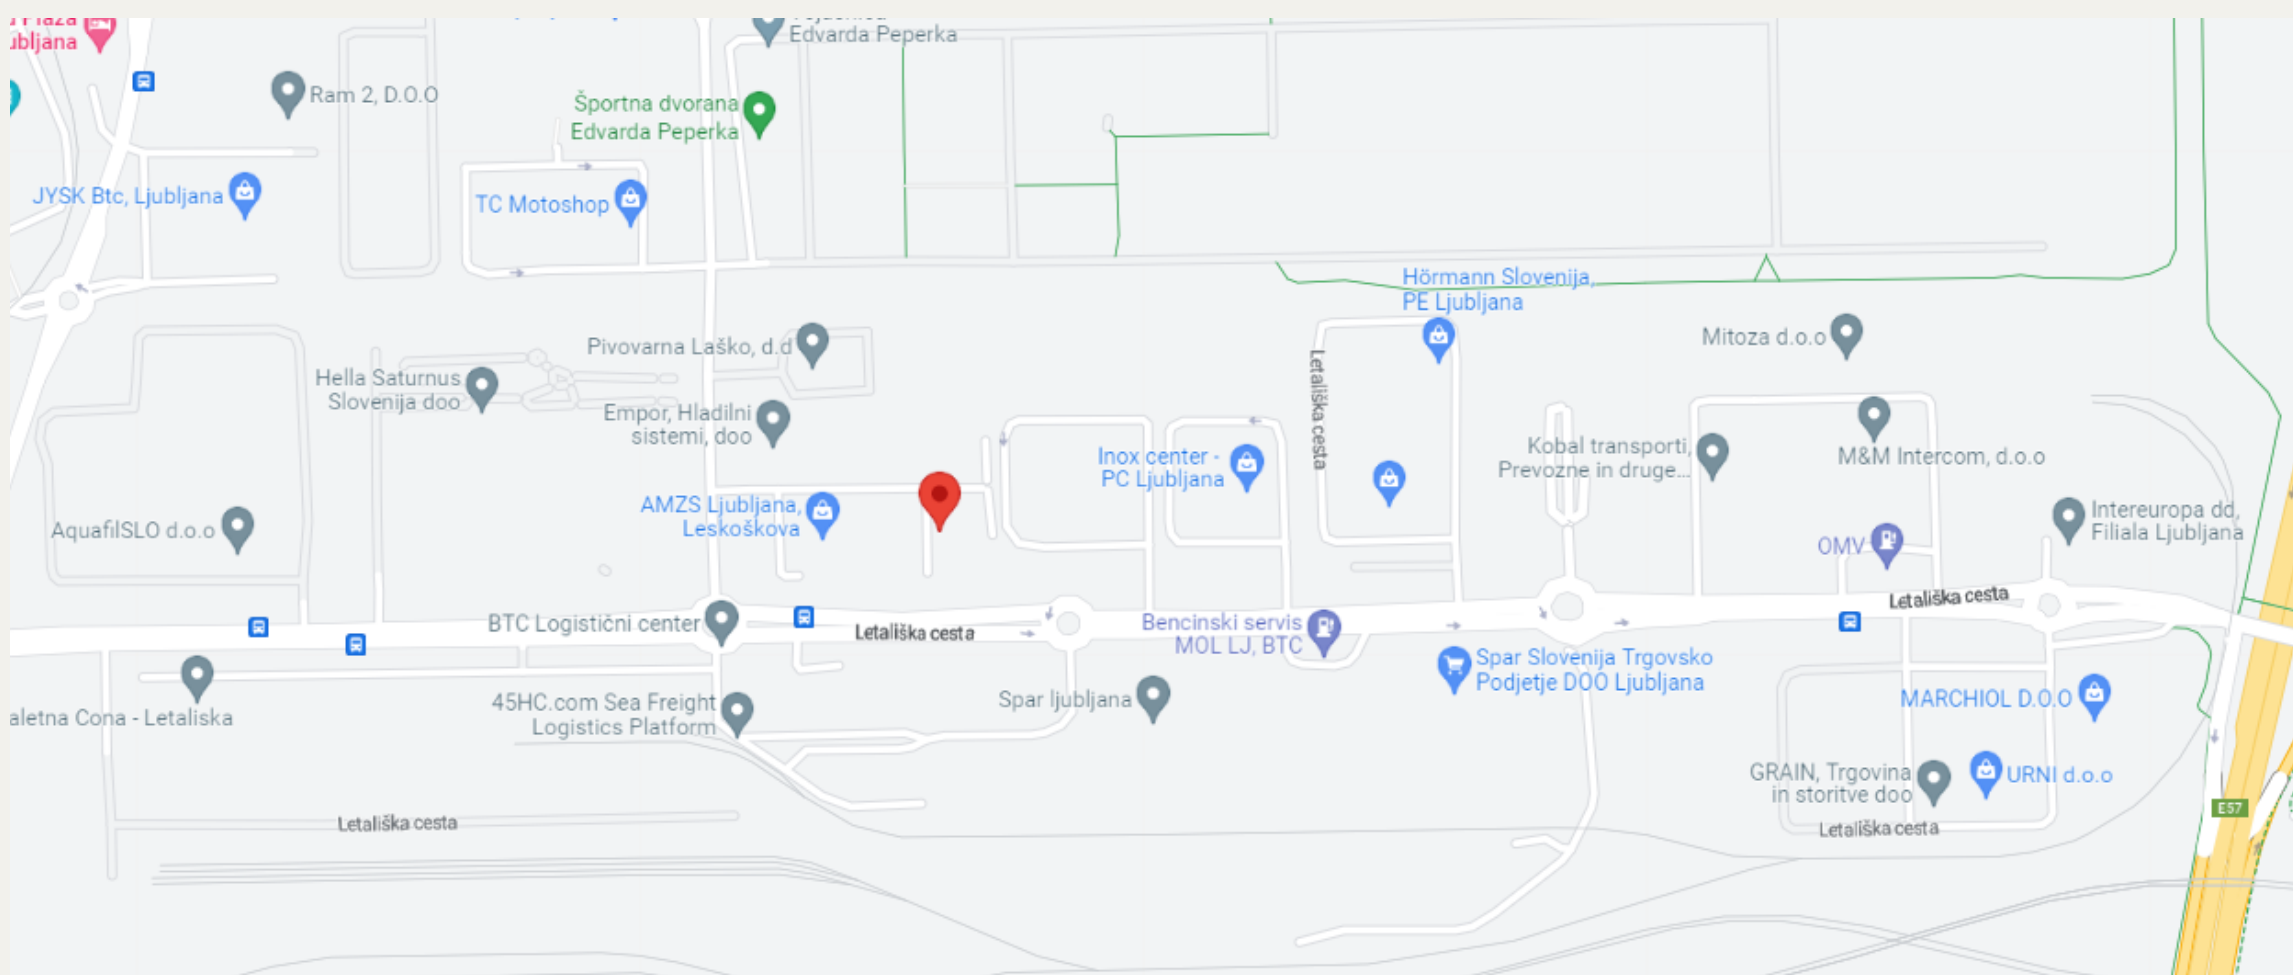 Plaza
Ljubljana
Edvarda Peperka
Ram 2, D.O.O
Športna dvorana
Edvarda Peperka
JYSK Btc, Ljubljana
TC Motoshop
Hörmann Slovenija,
PE Ljubljana
Pivovarna Laško, d.d
Mitoza d.o.o
Hella Saturnus
Slovenija doo
Letališka cesta
Empor, Hladilni
sistemi, doo
Inox center -
PC Ljubljana
Kobal transporti,
Prevozne in druge...
M&M Intercom, d.o.o
AMZS Ljubljana,
Leskoškova
AquafilSLO d.o.o
Intereuropa dd,
Filiala Ljubljana
OMV
Letališka cesta
BTC Logistični center
Letališka cesta
Bencinski servis
MOL LJ, BTC
Spar Slovenija Trgovsko
Podjetje DOO Ljubljana
45HC.com Sea Freight
Logistics Platform
Spar ljubljana
MARCHIOL D.O.O
aletna Cona - Letaliska
GRAIN, Trgovina
in storitve doo
URNI d.o.o
E57
Letališka cesta
Letališka cesta